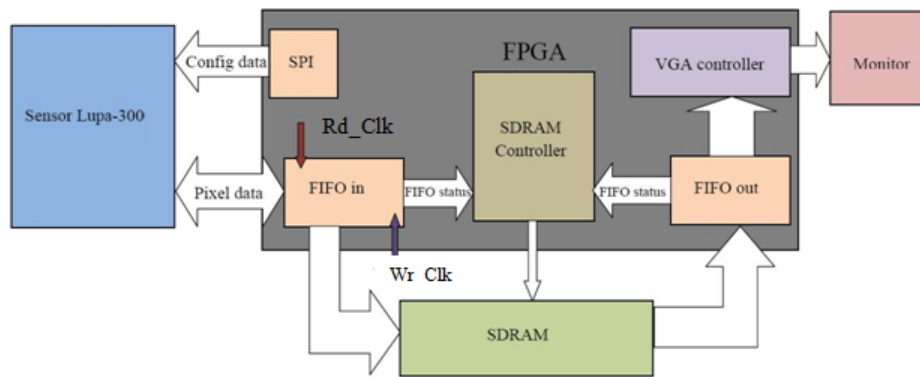 FPGA
Config data
SPI
VGA controller
Monitor
Sensor Lupa-300
Rd_Clk
SDRAM
Controller
Pixel data
FIFO in
FIFO status
FIFO status
FIFO out
Wr_Clk
SDRAM